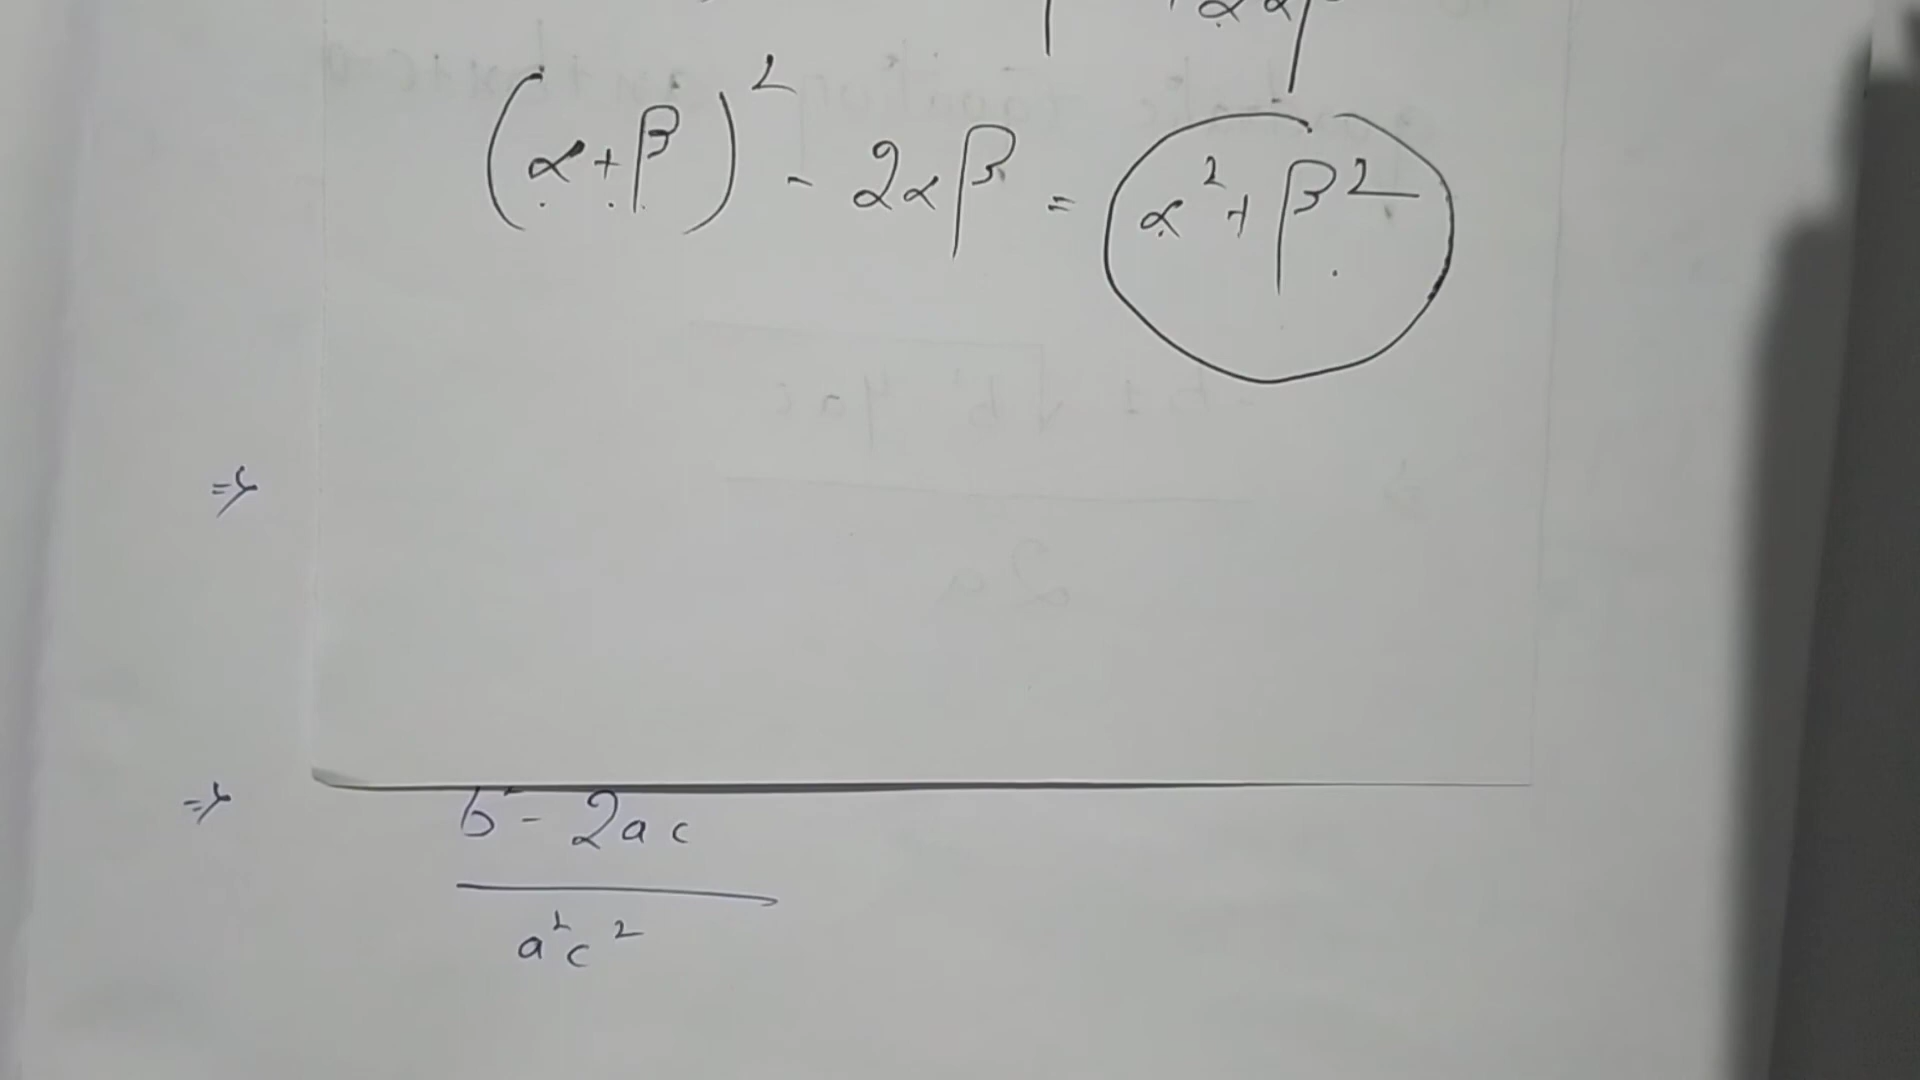 (α+β)² - 2αβ = α²+β²
=>
=> b² - 2ac
a²c²